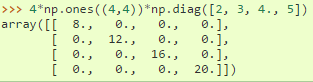 >>> 4*np.ones((4,4))*np.diag([2, 3, 4., 5])
array([[  8.,   0.,   0.,   0.],
       [  0.,  12.,   0.,   0.],
       [  0.,   0.,  16.,   0.],
       [  0.,   0.,   0.,  20.]])